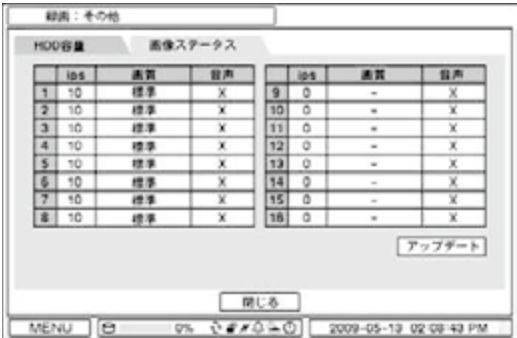 録画：その他
HDD容量 画像ステータス
ips 画質 音声 ips 画質 音声
1 10 標準 X 9 0 - X
2 10 標準 X 10 0 - X
3 10 標準 X 11 0 - X
4 10 標準 X 12 0 - X
5 10 標準 X 13 0 - X
6 10 標準 X 14 0 - X
7 10 標準 X 15 0 - X
8 10 標準 X 16 0 - X
アップデート
閉じる
MENU 0% 2009-05-13 02:09:43 PM